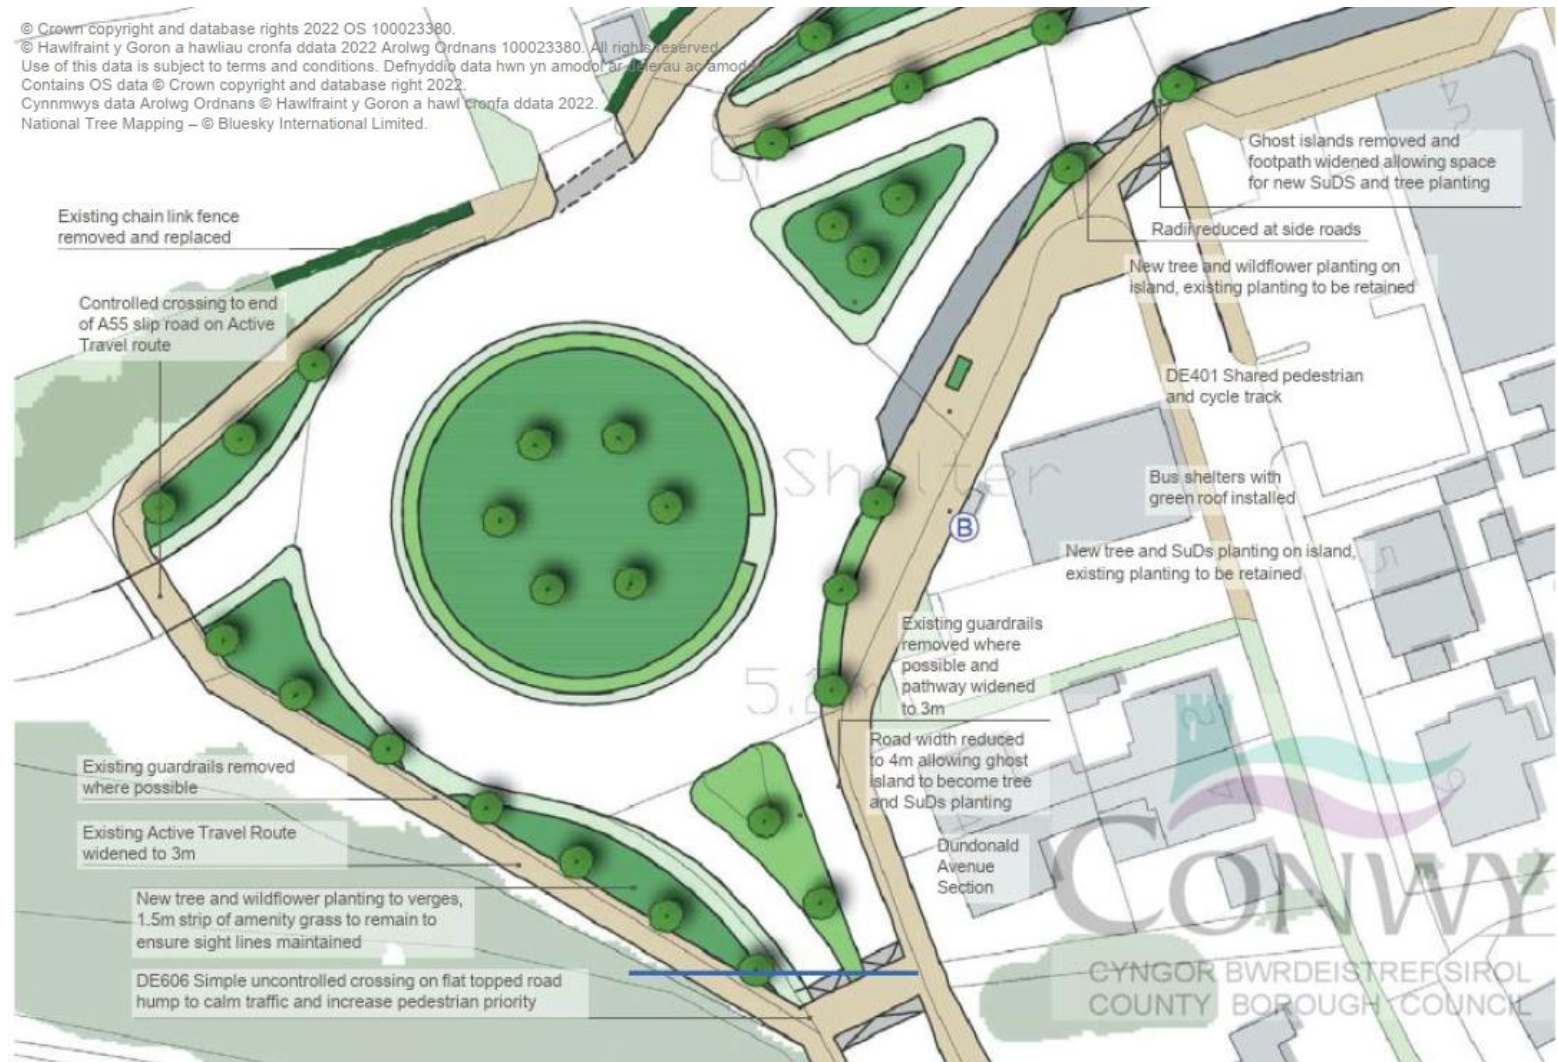 © Crown copyright and database rights 2022 OS 100023380.
© Hawlfraint y Goron a hawliau cronfa ddata 2022 Arolwg Ordnans 100023380. All rights reserved.
Use of this data is subject to terms and conditions. Defnyddio data hwn yn amodol ar delerau ac amodau
Contains OS data © Crown copyright and database right 2022.
Cynnmwys data Arolwg Ordnans © Hawlfraint y Goron a hawl cronfa ddata 2022.
National Tree Mapping – © Bluesky International Limited.
Ghost islands removed and
footpath widened allowing space
for new SuDS and tree planting
Existing chain link fence
removed and replaced
Radii reduced at side roads
New tree and wildflower planting on
island, existing planting to be retained
Controlled crossing to end
of A55 slip road on Active
Travel route
DE401 Shared pedestrian
and cycle track
Shelter
Bus shelters with
green roof installed
B
New tree and SuDs planting on island,
existing planting to be retained
Existing guardrails
removed where
possible and
pathway widened
to 3m
Road width reduced
to 4m allowing ghost
island to become tree
and SuDs planting
Existing guardrails removed
where possible
Existing Active Travel Route
widened to 3m
Dundonald
Avenue
Section
New tree and wildflower planting to verges,
1.5m strip of amenity grass to remain to
ensure sight lines maintained
DE606 Simple uncontrolled crossing on flat topped road
hump to calm traffic and increase pedestrian priority
CONWY
CYNGOR BWRDEISTREF SIROL
COUNTY BOROUGH COUNCIL